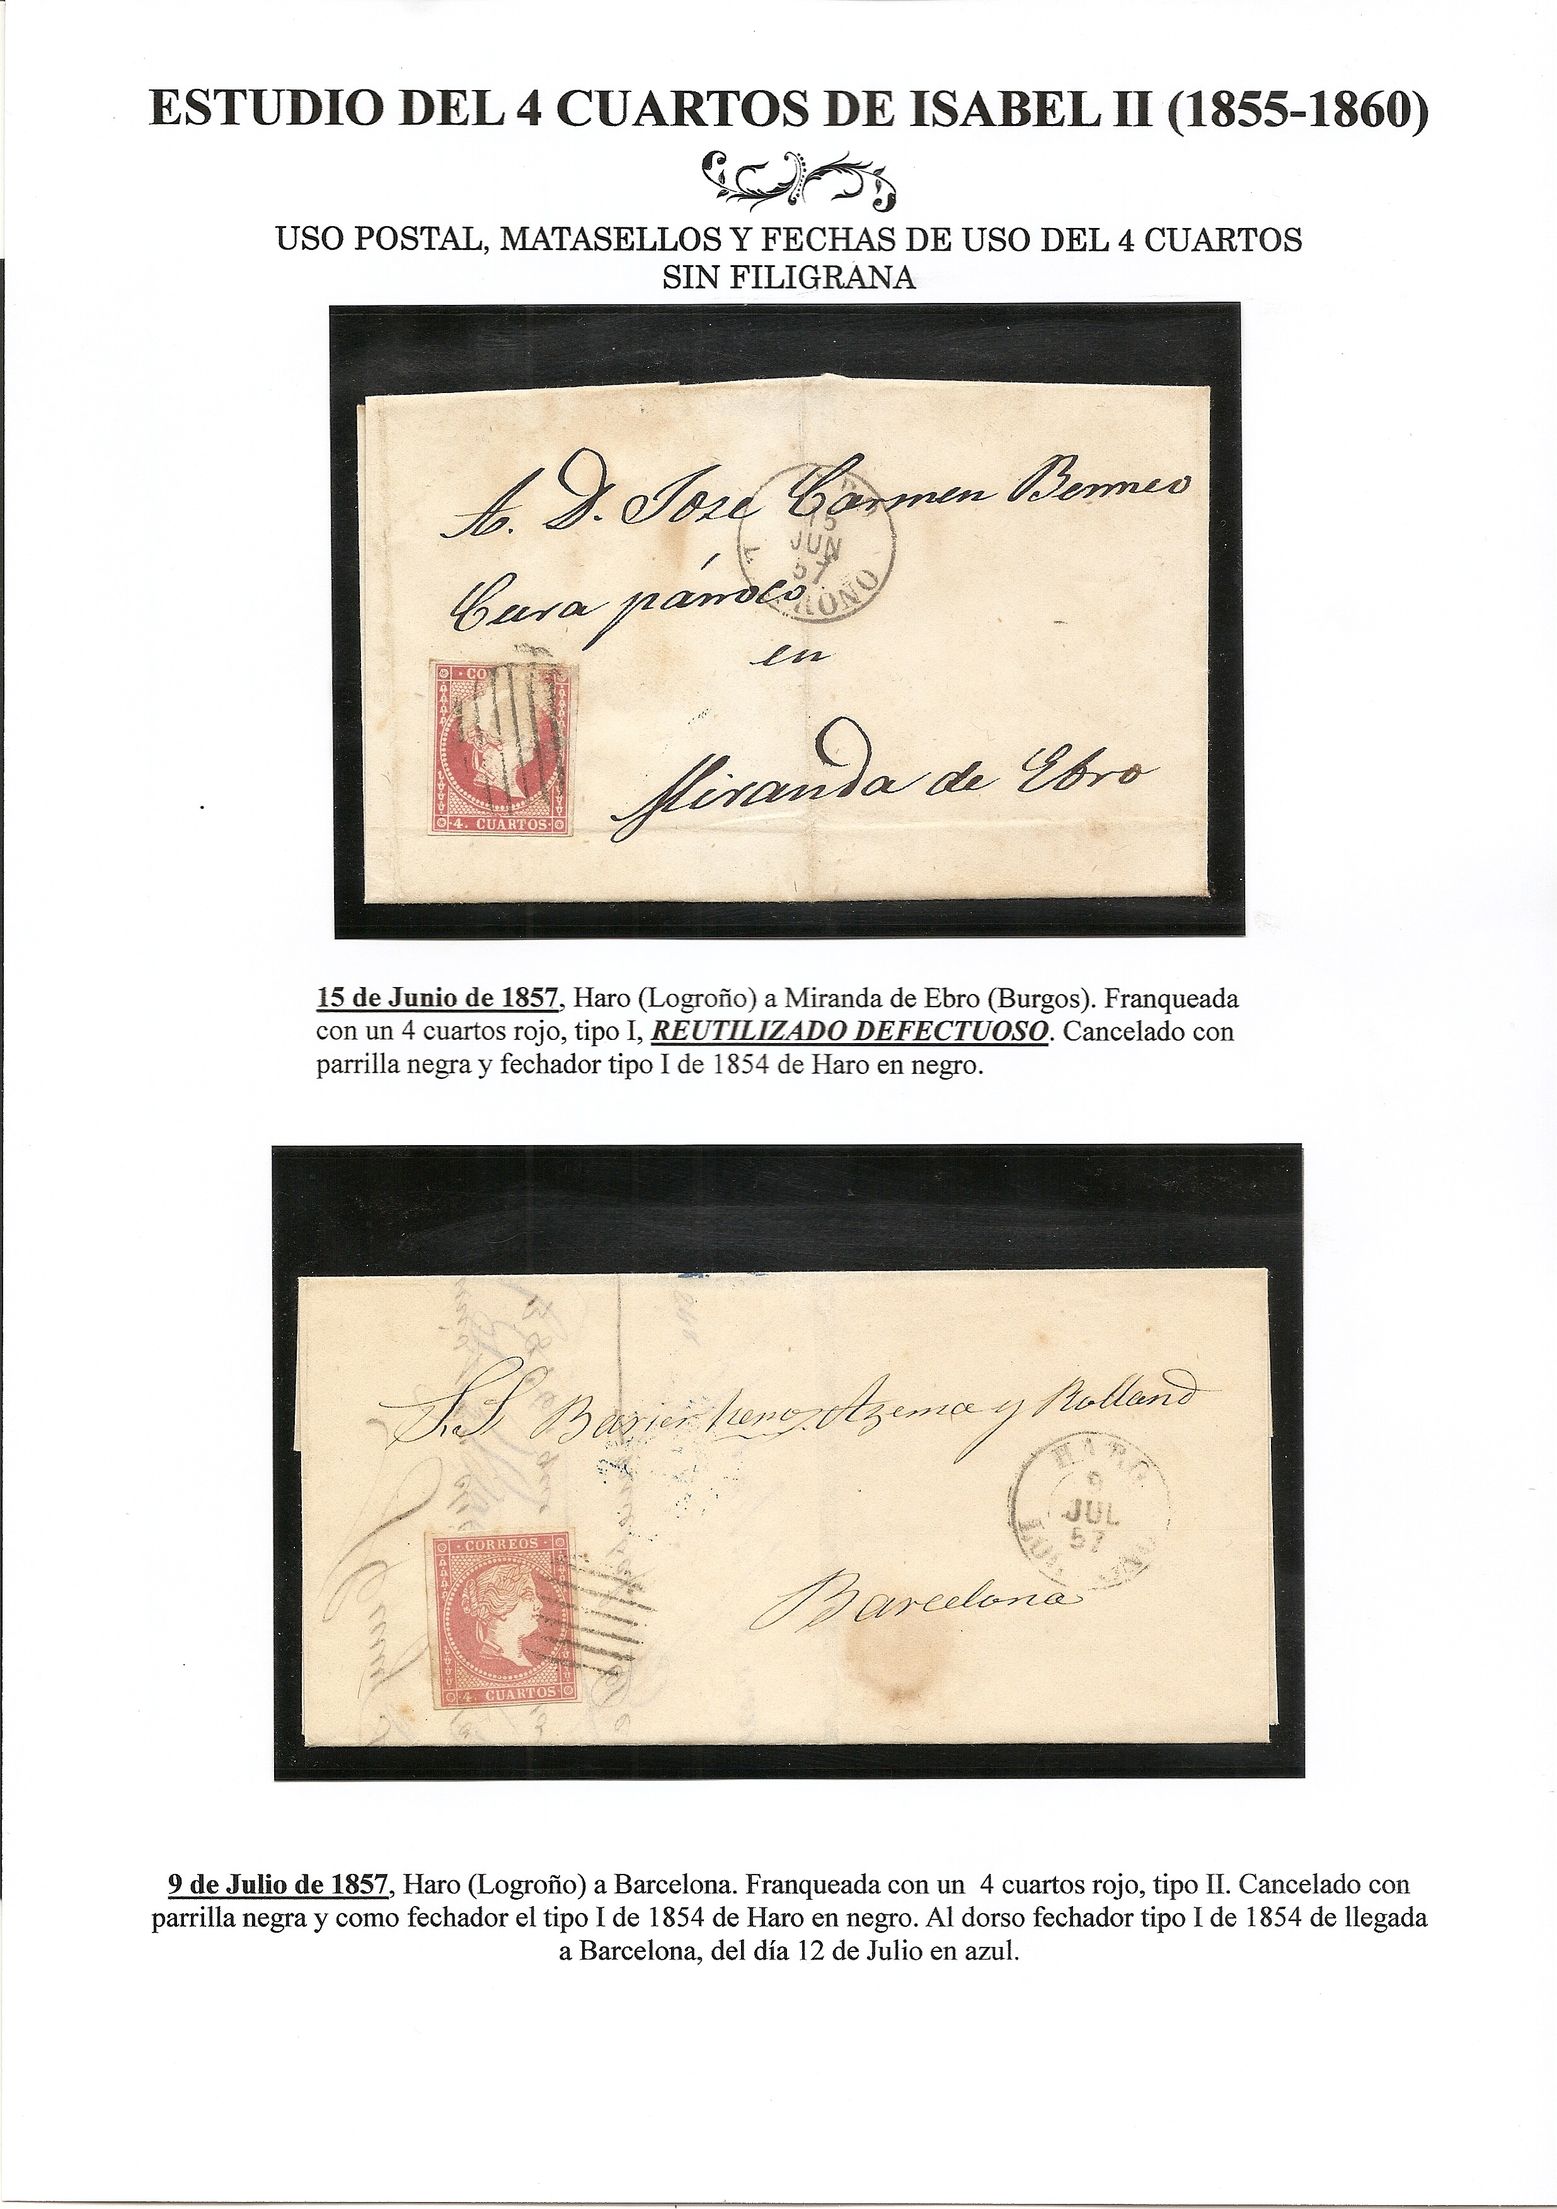 ESTUDIO DEL 4 CUARTOS DE ISABEL II (1855-1860)
USO POSTAL, MATASELLOS Y FECHAS DE USO DEL 4 CUARTOS
SIN FILIGRANA
A. D. Jose Carmen Bermeo
15
JUN
57
Cura párroco
en
Miranda de Ebro
4. CUARTOS
15 de Junio de 1857, Haro (Logroño) a Miranda de Ebro (Burgos). Franqueada
con un 4 cuartos rojo, tipo I, REUTILIZADO DEFECTUOSO. Cancelado con
parrilla negra y fechador tipo I de 1854 de Haro en negro.
S.S Azema y Rolland
HARO
9
JUL
57
CORREOS
Barcelona
4. CUARTOS
9 de Julio de 1857, Haro (Logroño) a Barcelona. Franqueada con un 4 cuartos rojo, tipo II. Cancelado con
parrilla negra y como fechador el tipo I de 1854 de Haro en negro. Al dorso fechador tipo I de 1854 de llegada
a Barcelona, del día 12 de Julio en azul.